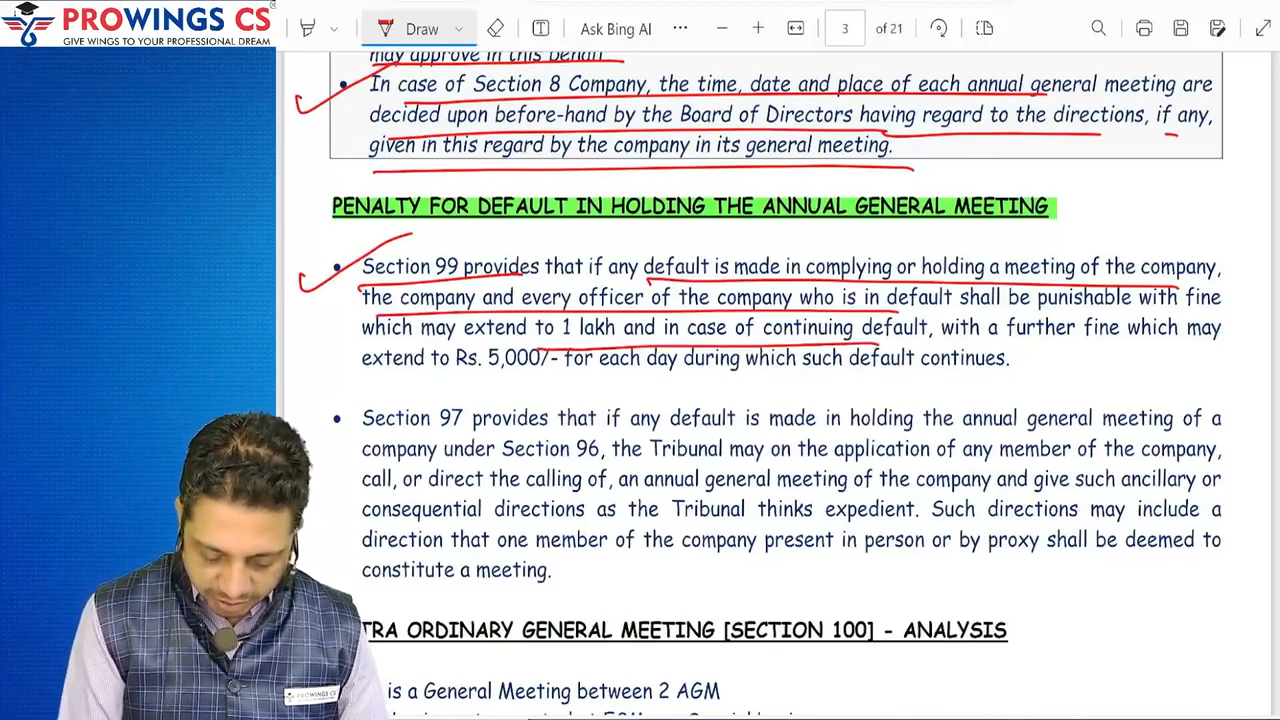 PROWINGS CS
GIVE WINGS TO YOUR PROFESSIONAL DREAM
Draw
Ask Bing AI
3 of 21
may approve in this behalf
• In case of Section 8 Company, the time, date and place of each annual general meeting are
decided upon before-hand by the Board of Directors having regard to the directions, if any,
given in this regard by the company in its general meeting.
PENALTY FOR DEFAULT IN HOLDING THE ANNUAL GENERAL MEETING
• Section 99 provides that if any default is made in complying or holding a meeting of the company,
the company and every officer of the company who is in default shall be punishable with fine
which may extend to 1 lakh and in case of continuing default, with a further fine which may
extend to Rs. 5,000/- for each day during which such default continues.
• Section 97 provides that if any default is made in holding the annual general meeting of a
company under Section 96, the Tribunal may on the application of any member of the company,
call, or direct the calling of, an annual general meeting of the company and give such ancillary or
consequential directions as the Tribunal thinks expedient. Such directions may include a
direction that one member of the company present in person or by proxy shall be deemed to
constitute a meeting.
TRA ORDINARY GENERAL MEETING [SECTION 100] - ANALYSIS
is a General Meeting between 2 AGM
PROWINGS CS